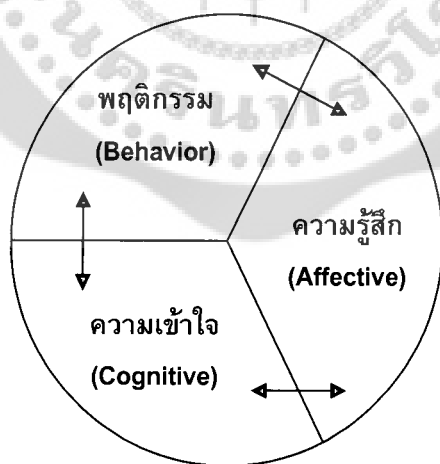 พฤติกรรม
(Behavior)
ความรู้สึก
(Affective)
ความเข้าใจ
(Cognitive)